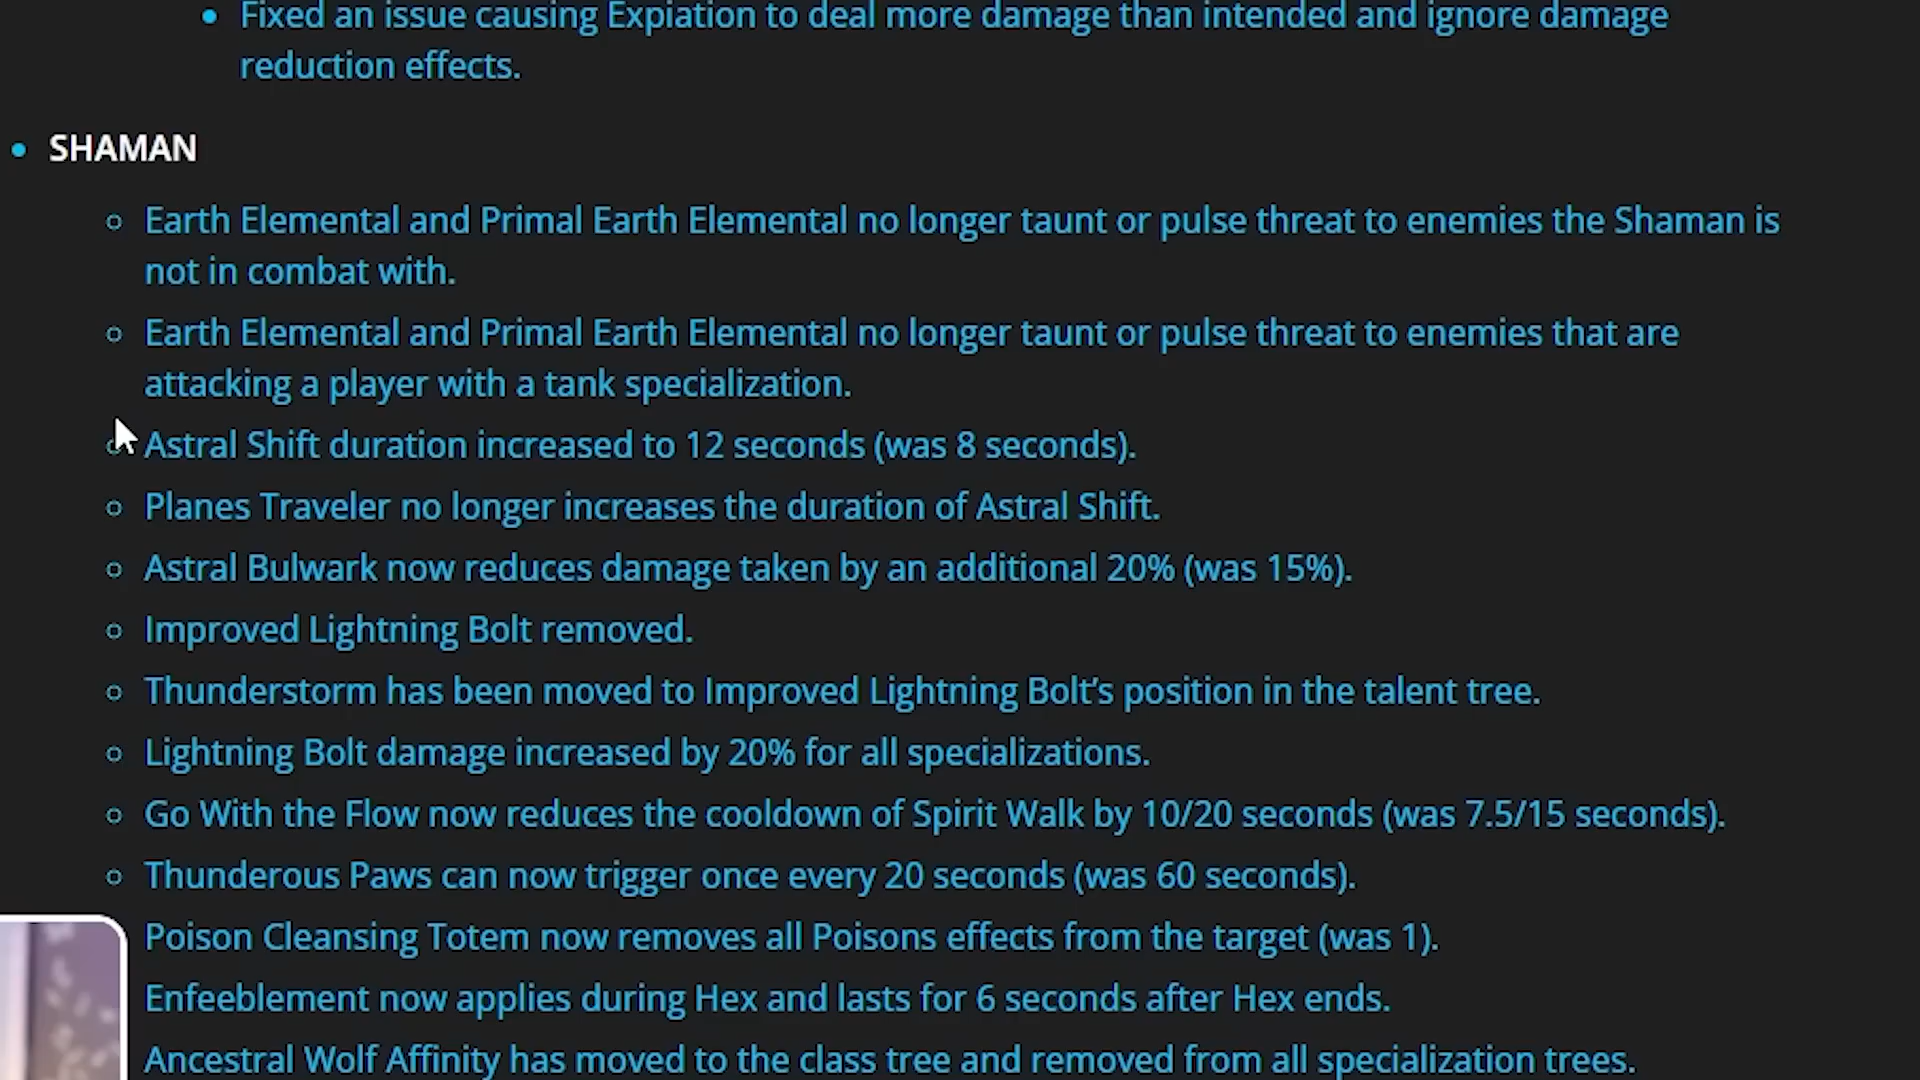 Fixed an issue causing Expiation to deal more damage than intended and ignore damage
reduction effects.
SHAMAN
Earth Elemental and Primal Earth Elemental no longer taunt or pulse threat to enemies the Shaman is
not in combat with.
Earth Elemental and Primal Earth Elemental no longer taunt or pulse threat to enemies that are
attacking a player with a tank specialization.
Astral Shift duration increased to 12 seconds (was 8 seconds).
Planes Traveler no longer increases the duration of Astral Shift.
Astral Bulwark now reduces damage taken by an additional 20% (was 15%).
Improved Lightning Bolt removed.
Thunderstorm has been moved to Improved Lightning Bolt’s position in the talent tree.
Lightning Bolt damage increased by 20% for all specializations.
Go With the Flow now reduces the cooldown of Spirit Walk by 10/20 seconds (was 7.5/15 seconds).
Thunderous Paws can now trigger once every 20 seconds (was 60 seconds).
Poison Cleansing Totem now removes all Poisons effects from the target (was 1).
Enfeeblement now applies during Hex and lasts for 6 seconds after Hex ends.
Ancestral Wolf Affinity has moved to the class tree and removed from all specialization trees.